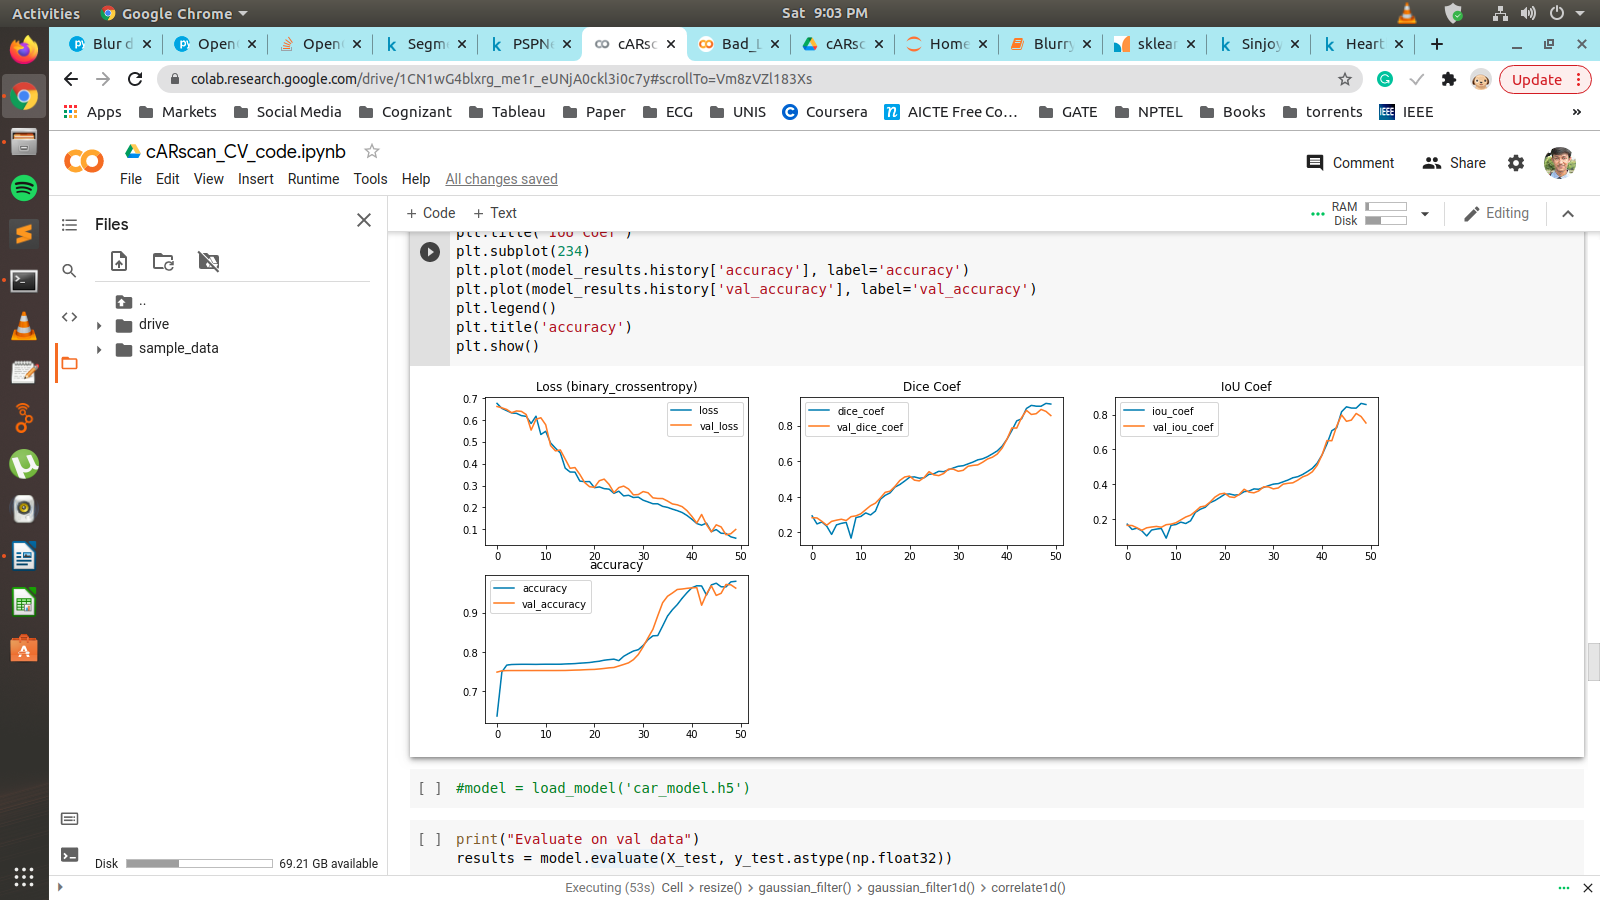 Activities Google Chrome Sat 9:03 PM
Blur d Open Open Segm PSPNe cARsc Bad_L cARsc Home Blurry sklear Sinjoy Heart
colab.research.google.com/drive/1CN1wG4blxrg_me1r_eUNjA0ckl3i0c7y#scrollTo=Vm8zVZl183Xs Update
Apps Markets Social Media Cognizant Tableau Paper ECG UNIS Coursera AICTE Free Co... GATE NPTEL Books torrents IEEE IEEE »
cARscan_CV_code.ipynb
Comment Share
File Edit View Insert Runtime Tools Help All changes saved
Files
+ Code + Text
RAM
Disk
Editing
..
drive
sample_data
Disk 69.21 GB available
plt.title('IoU Coef')
plt.subplot(234)
plt.plot(model_results.history['accuracy'], label='accuracy')
plt.plot(model_results.history['val_accuracy'], label='val_accuracy')
plt.legend()
plt.title('accuracy')
plt.show()
Loss (binary_crossentropy)
loss
val_loss
0.7
0.6
0.5
0.4
0.3
0.2
0.1
0 10 20 30 40 50
Dice Coef
dice_coef
val_dice_coef
0.8
0.6
0.4
0.2
0 10 20 30 40 50
IoU Coef
iou_coef
val_iou_coef
0.8
0.6
0.4
0.2
0 10 20 30 40 50
accuracy
accuracy
val_accuracy
0.9
0.8
0.7
0 10 20 30 40 50
[ ] #model = load_model('car_model.h5')
[ ] print("Evaluate on val data")
results = model.evaluate(X_test, y_test.astype(np.float32))
Executing (53s) Cell > resize() > gaussian_filter() > gaussian_filter1d() > correlate1d()